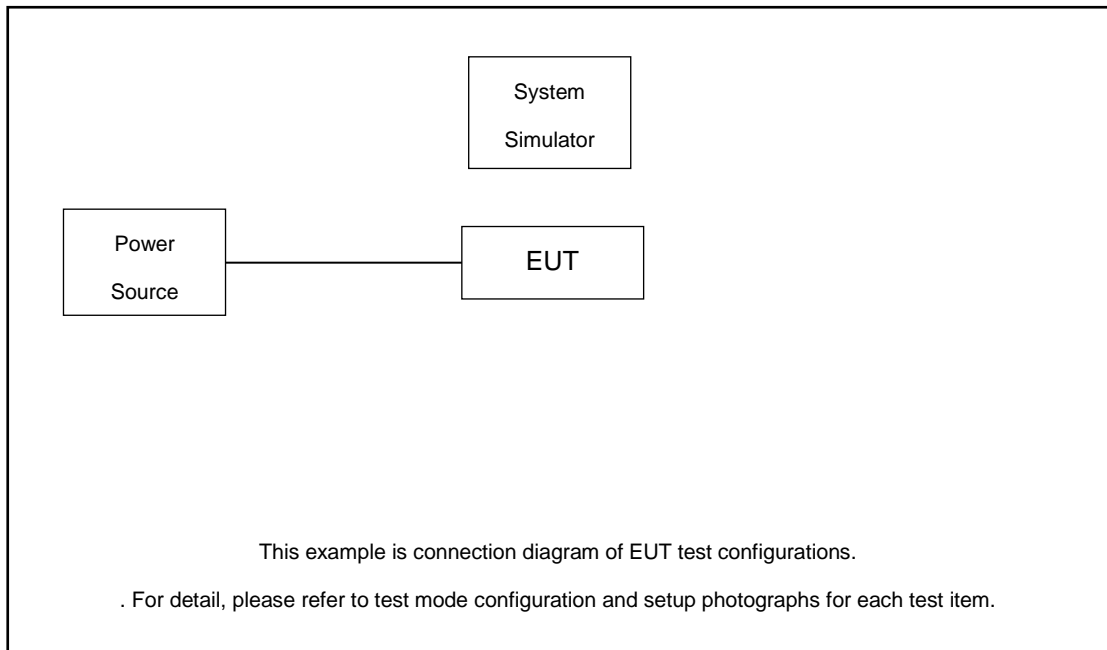 System
Simulator
Power
Source
EUT
This example is connection diagram of EUT test configurations.
. For detail, please refer to test mode configuration and setup photographs for each test item.